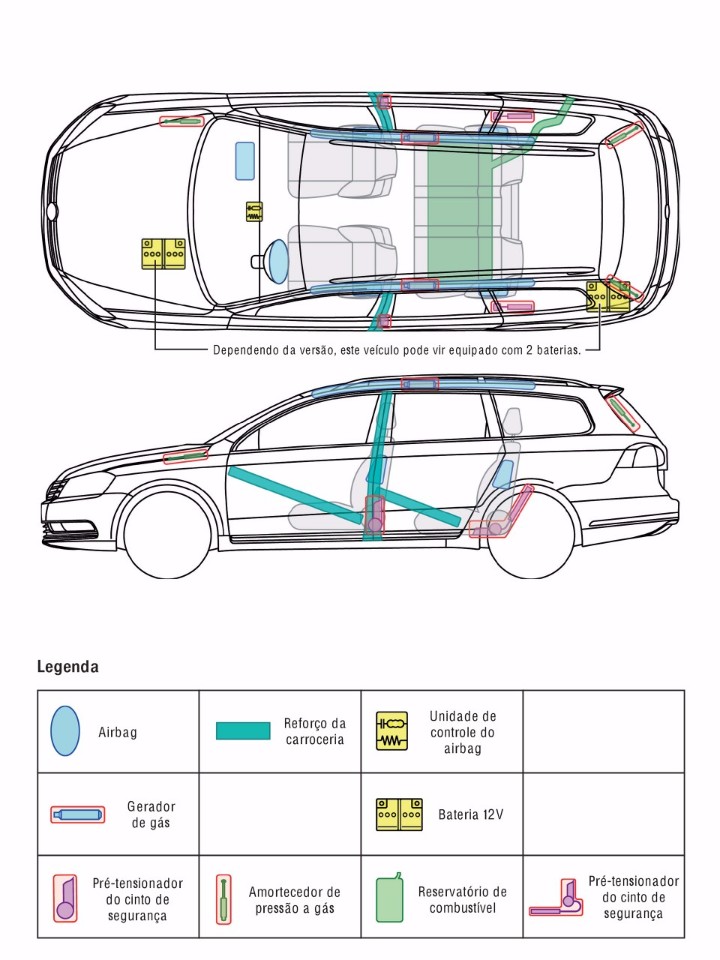 Dependendo da versão, este veículo pode vir equipado com 2 baterias.
Legenda
Airbag
Reforço da
carroceria
Unidade de
controle do
airbag
Gerador
de gás
Bateria 12V
Pré-tensionador
do cinto de
segurança
Amortecedor de
pressão a gás
Reservatório de
combustível
Pré-tensionador
do cinto de
segurança